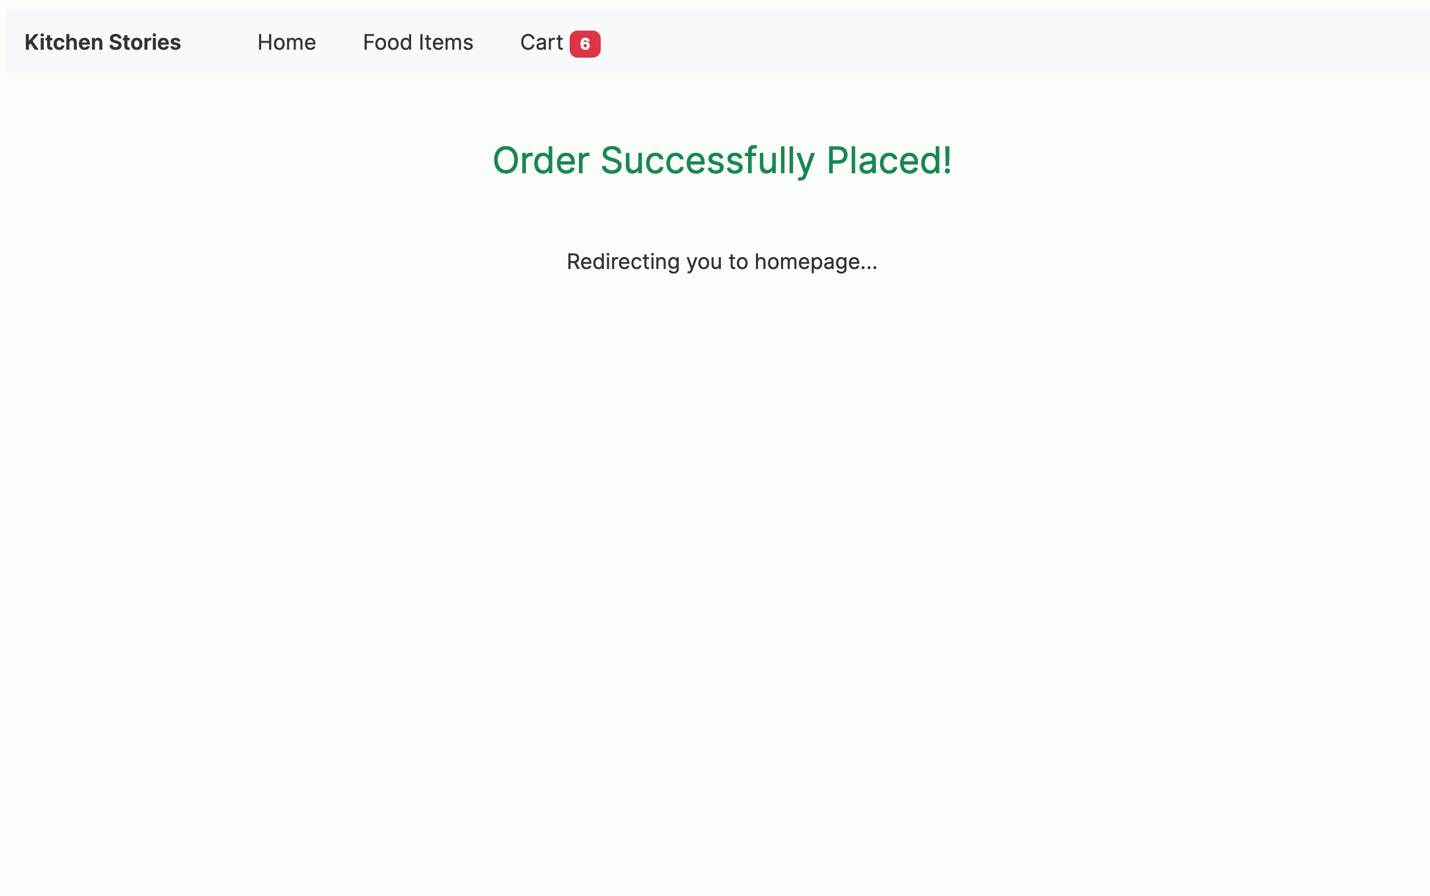 Kitchen Stories Home Food Items Cart 6
Order Successfully Placed!
Redirecting you to homepage...